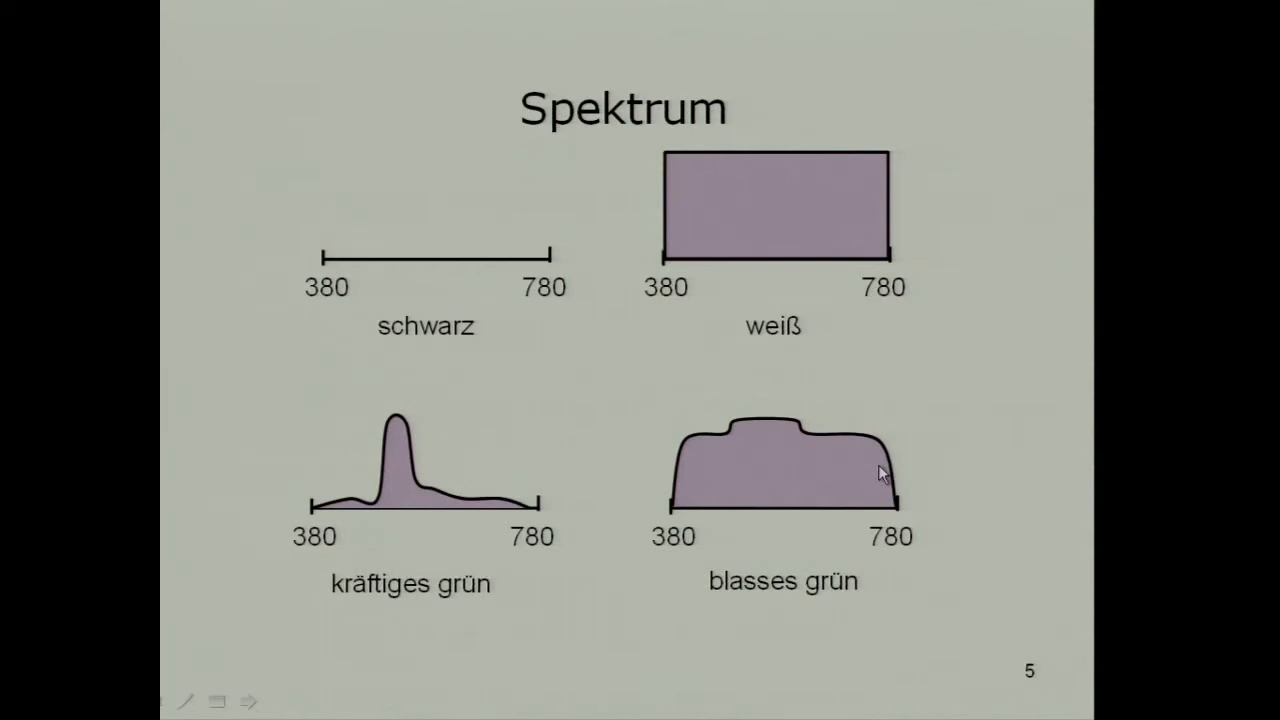 Spektrum
380 780 380 780
schwarz weiß
380 780 380 780
kräftiges grün blasses grün
5